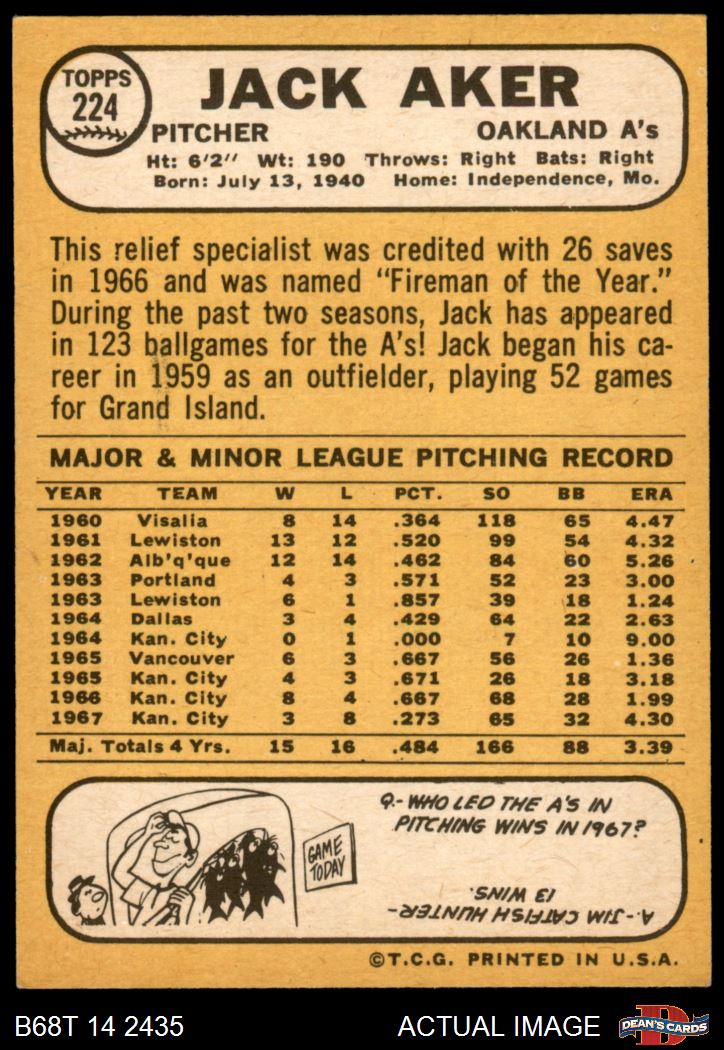 TOPPS
224
JACK AKER
PITCHER OAKLAND A's
Ht: 6'2" Wt: 190 Throws: Right Bats: Right
Born: July 13, 1940 Home: Independence, Mo.
This relief specialist was credited with 26 saves
in 1966 and was named "Fireman of the Year."
During the past two seasons, Jack has appeared
in 123 ballgames for the A's! Jack began his ca-
reer in 1959 as an outfielder, playing 52 games
for Grand Island.
MAJOR & MINOR LEAGUE PITCHING RECORD
YEAR TEAM W L PCT. SO BB ERA
1960 Visalia 8 14 .364 118 65 4.47
1961 Lewiston 13 12 .520 99 54 4.32
1962 Alb'q'que 12 14 .462 84 60 5.26
1963 Portland 4 3 .571 52 23 3.00
1963 Lewiston 6 1 .857 39 18 1.24
1964 Dallas 3 4 .429 64 22 2.63
1964 Kan. City 0 1 .000 7 10 9.00
1965 Vancouver 6 3 .667 56 26 1.36
1965 Kan. City 4 3 .671 26 18 3.18
1966 Kan. City 8 4 .667 68 28 1.99
1967 Kan. City 3 8 .273 65 32 4.30
Maj. Totals 4 Yrs. 15 16 .484 166 88 3.39
Q.- WHO LED THE A'S IN
PITCHING WINS IN 1967?
GAME
TODAY
A.- JIM CATFISH HUNTER-
13 WINS.
©T.C.G. PRINTED IN U.S.A.
B68T 14 2435 ACTUAL IMAGE
D
DEAN'S CARDS